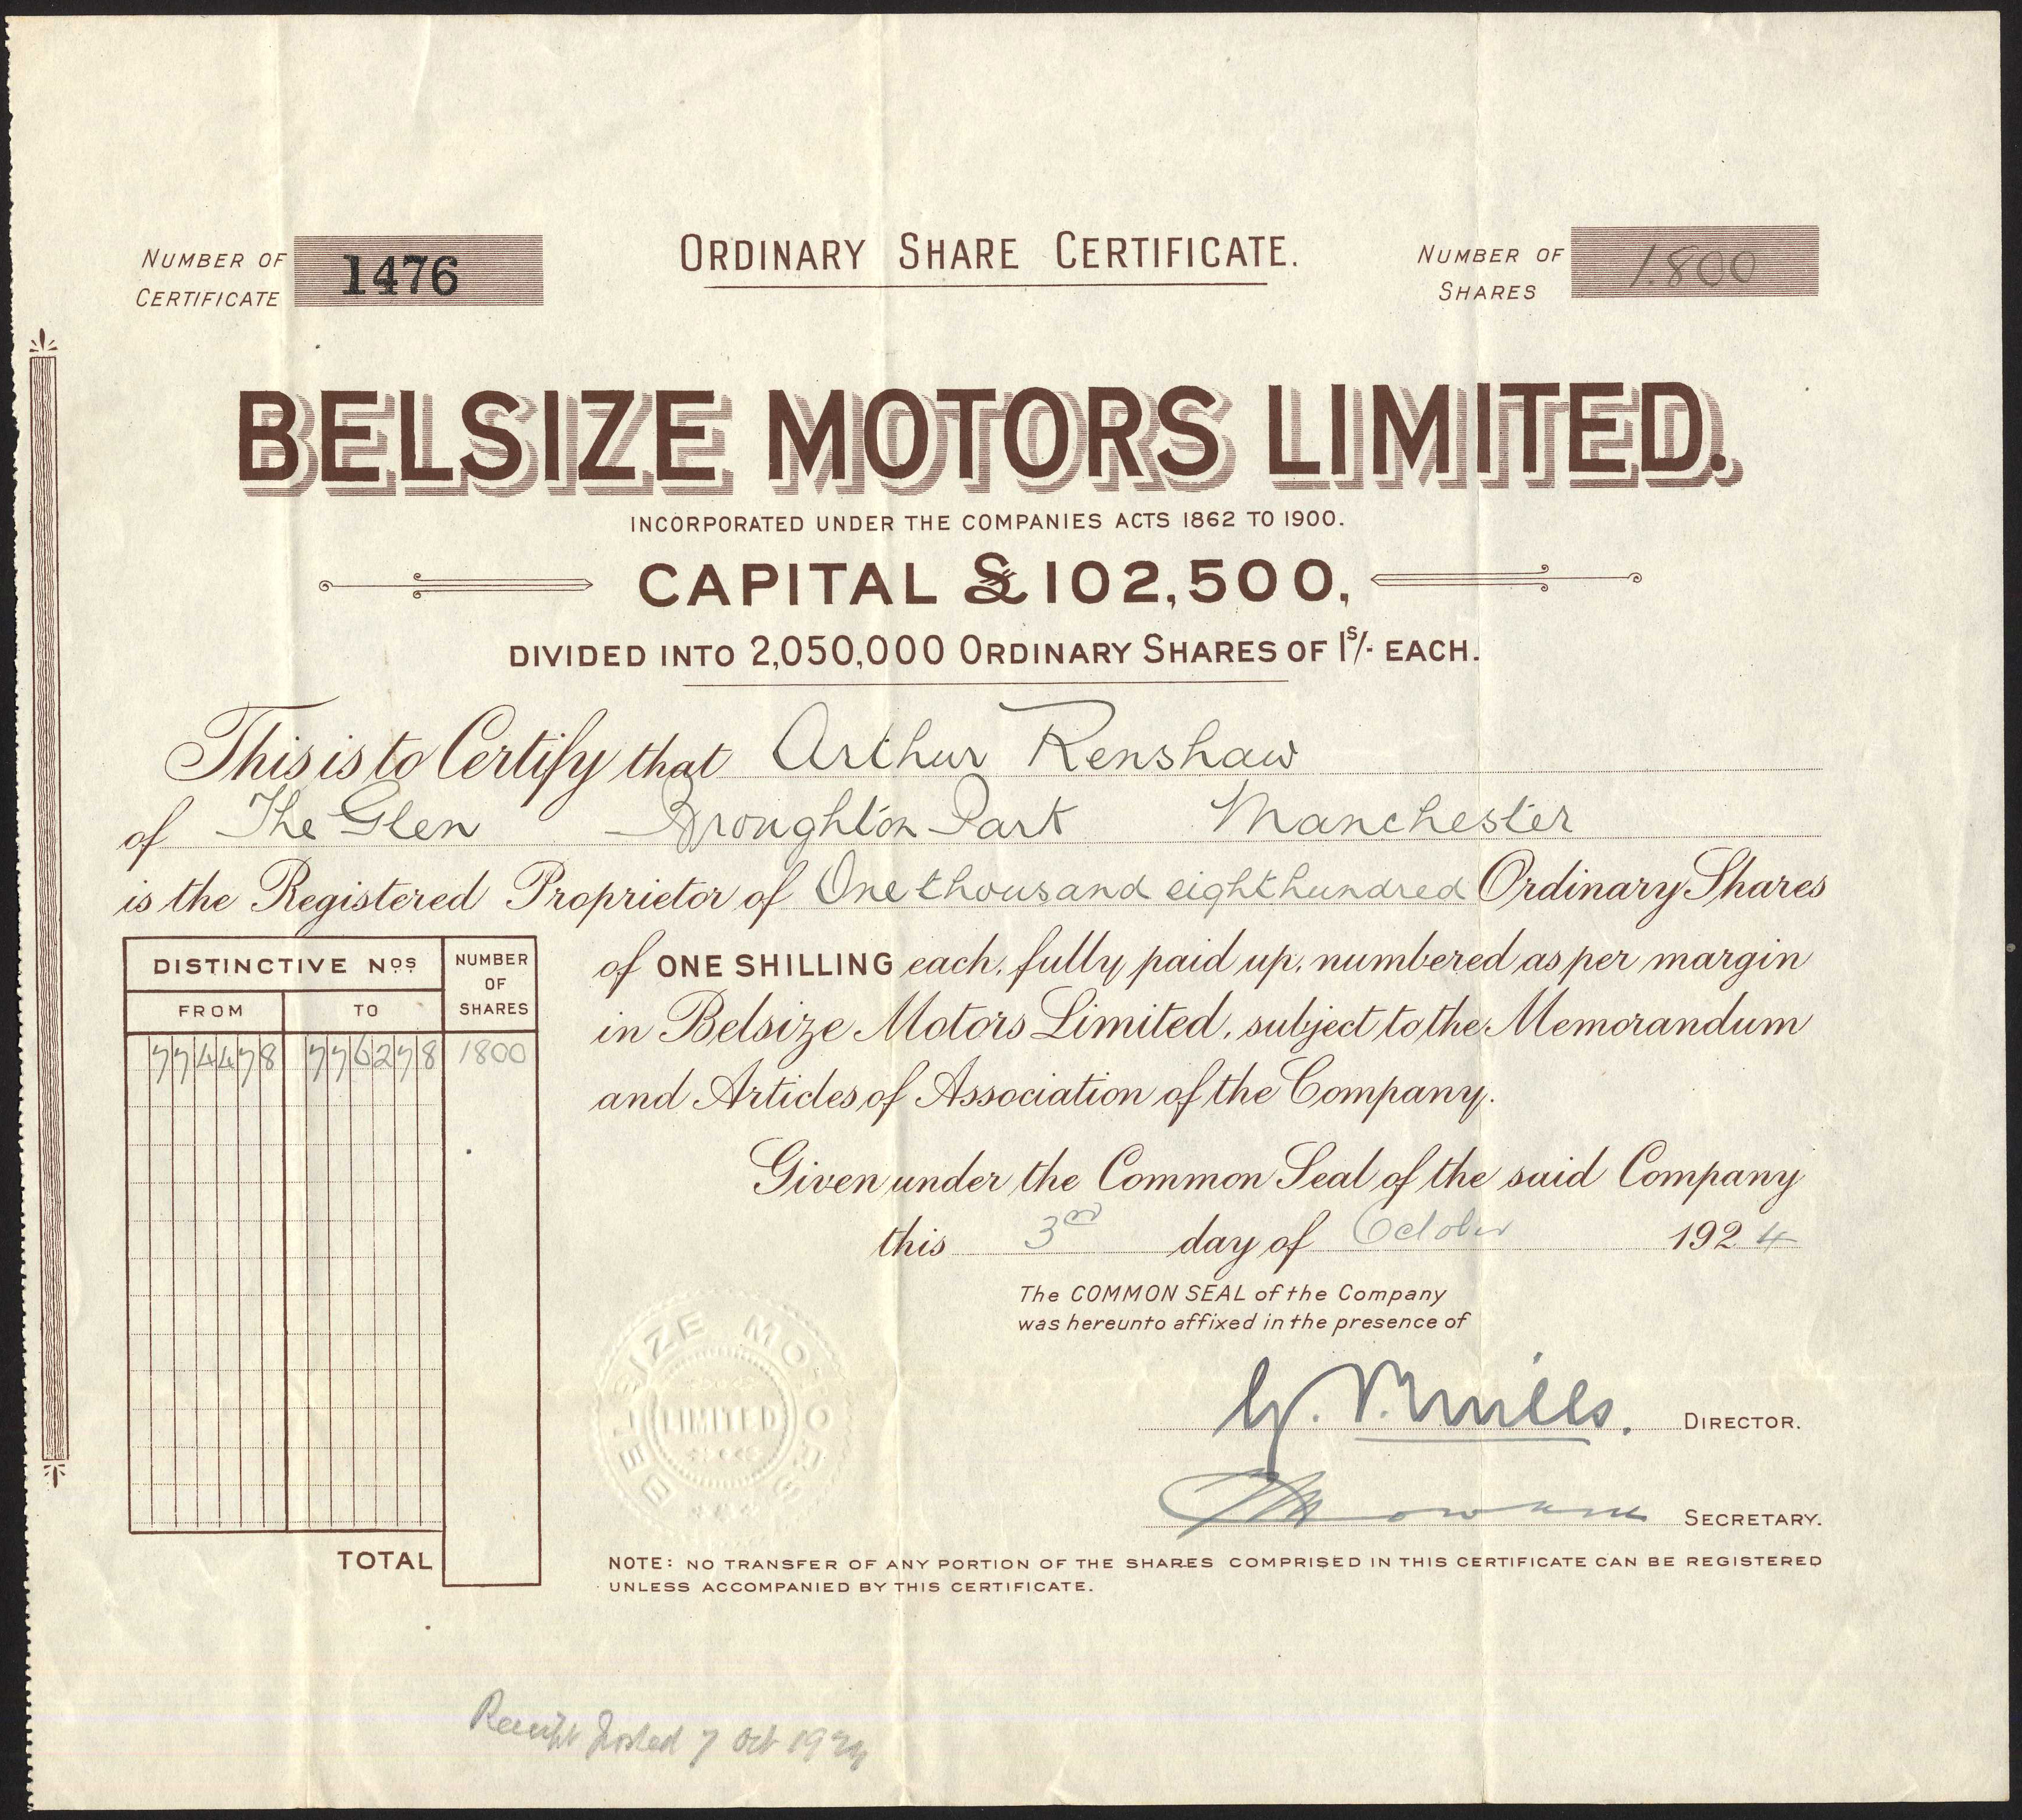 NUMBER OF CERTIFICATE 1476
ORDINARY SHARE CERTIFICATE.
NUMBER OF SHARES 1.800
BELSIZE MOTORS LIMITED.
INCORPORATED UNDER THE COMPANIES ACTS 1862 TO 1900.
CAPITAL £102,500,
DIVIDED INTO 2,050,000 ORDINARY SHARES OF 1S/- EACH.
This is to Certify that Arthur Renshaw
of The Glen Broughton Park Manchester
is the Registered Proprietor of One thousand eight hundred Ordinary Shares
of ONE SHILLING each, fully paid up, numbered as per margin
in Belsize Motors Limited, subject to the Memorandum
and Articles of Association of the Company.
DISTINCTIVE NOS
NUMBER OF SHARES
FROM TO
774478 776278 1800
TOTAL
Given under the Common Seal of the said Company
this 3rd day of October 1924
The COMMON SEAL of the Company
was hereunto affixed in the presence of
BELSIZE MOTORS
LIMITED
Mills. DIRECTOR.
SECRETARY.
NOTE: NO TRANSFER OF ANY PORTION OF THE SHARES COMPRISED IN THIS CERTIFICATE CAN BE REGISTERED
UNLESS ACCOMPANIED BY THIS CERTIFICATE.
Receipt Posted 7 Oct 1924